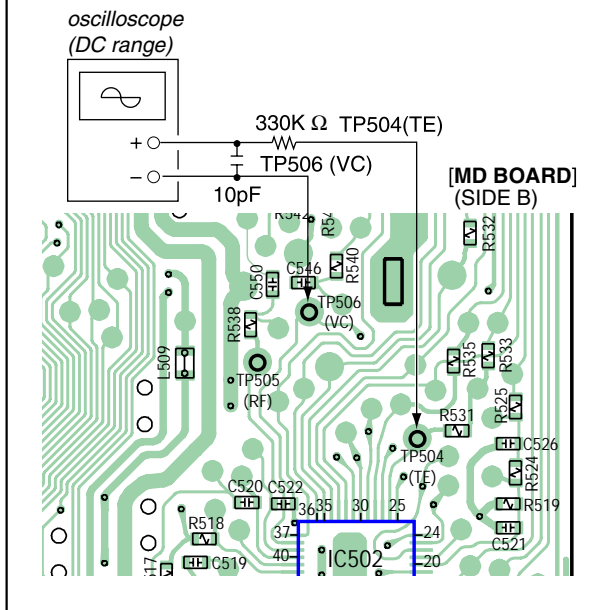 oscilloscope
(DC range)
330K Ω TP504(TE)
+
TP506 (VC)
–
10pF
[MD BOARD]
(SIDE B)
R542
R532
R540
C550
C546
TP506
(VC)
R538
L509
R535
R533
TP505
(RF)
R525
R531
C526
TP504
(TE)
R524
C520
C522
R519
36 35 30 25
R518
37
24
C521
40
IC502
20
C519